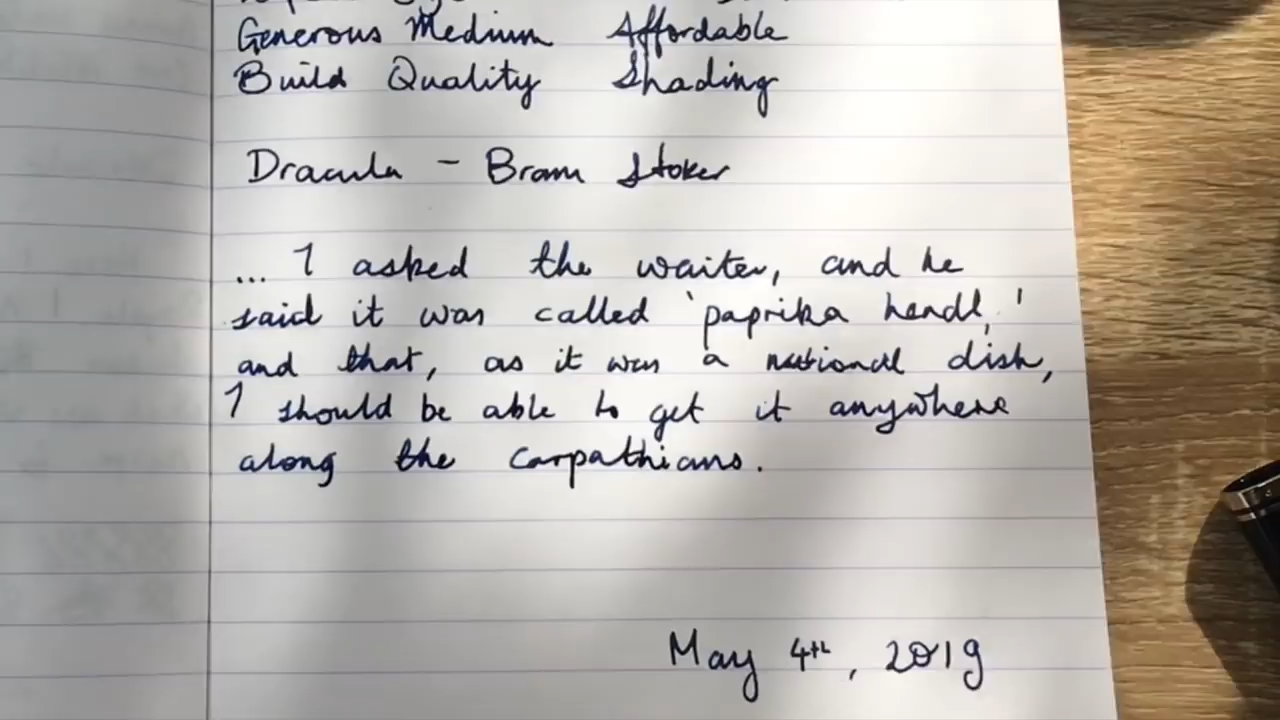 Generous Medium Affordable
Build Quality Shading
Dracula - Bram Stoker
... I asked the waiter, and he
said it was called 'paprika hendl,'
and that, as it was a national dish,
I should be able to get it anywhere
along the Carpathians.
May 4th, 2019